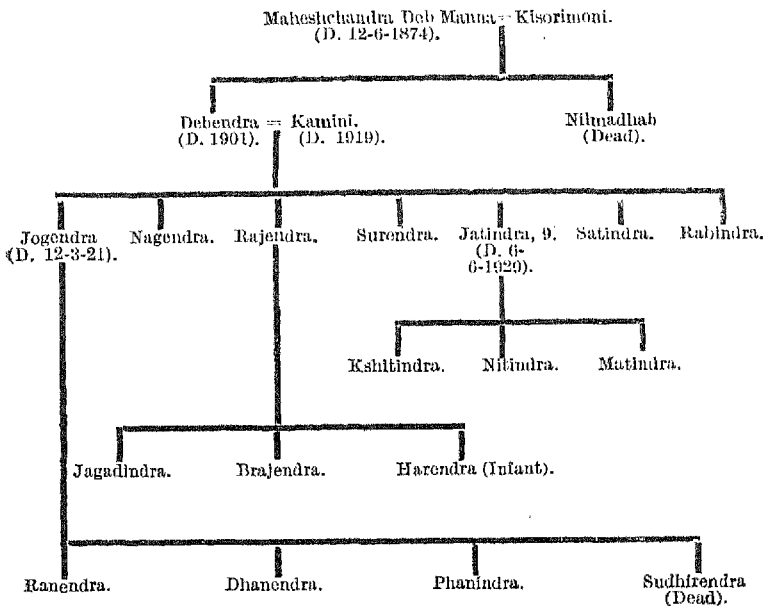 Maheshchandra Deb Manna = Kisorimoni.
(D. 12-6-1874).
Debendra = Kamini.
(D. 1901). (D. 1919).
Nilmadhab
(Dead).
Jogendra
(D. 12-3-21).
Nagendra.
Rajendra.
Surendra.
Jatindra, 9.
(D. 6-
6-1929).
Satindra.
Rabindra.
Kshitindra. Nitindra. Matindra.
Jagadindra. Brajendra. Harendra (Infant).
Ranendra. Dhanendra. Phanindra. Sudhirendra
(Dead).